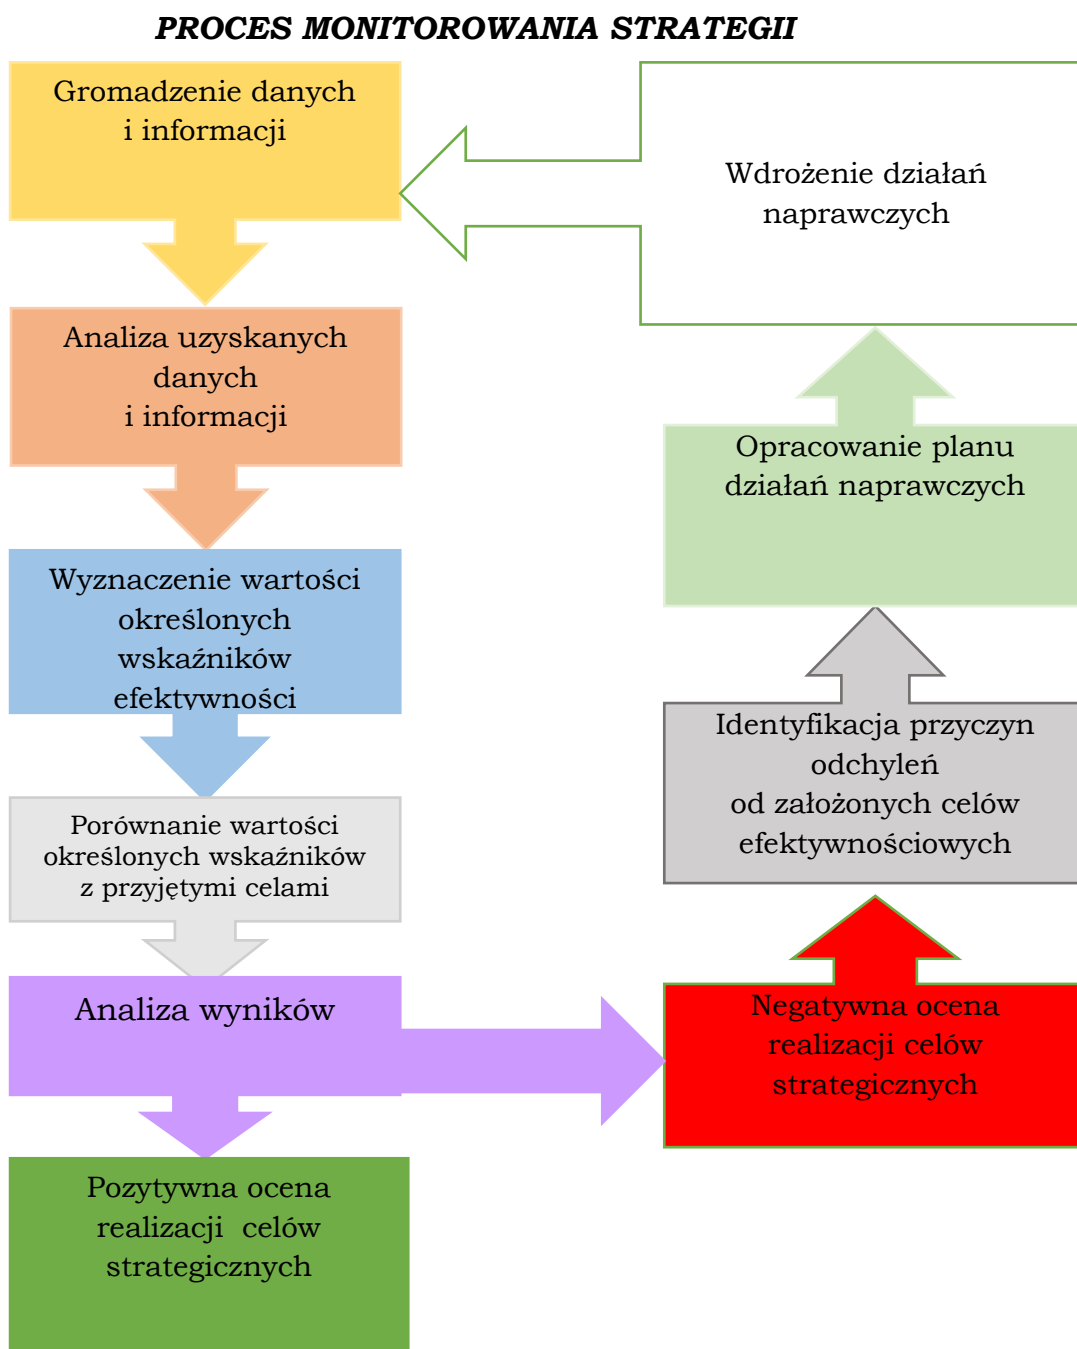 PROCES MONITOROWANIA STRATEGII
Gromadzenie danych
i informacji
Analiza uzyskanych
danych
i informacji
Wyznaczenie wartości
określonych
wskaźników
efektywności
Porównanie wartości
określonych wskaźników
z przyjętymi celami
Analiza wyników
Pozytywna ocena
realizacji celów
strategicznych
Negatywna ocena
realizacji celów
strategicznych
Identyfikacja przyczyn
odchyleń
od założonych celów
efektywnościowych
Opracowanie planu
działań naprawczych
Wdrożenie działań
naprawczych